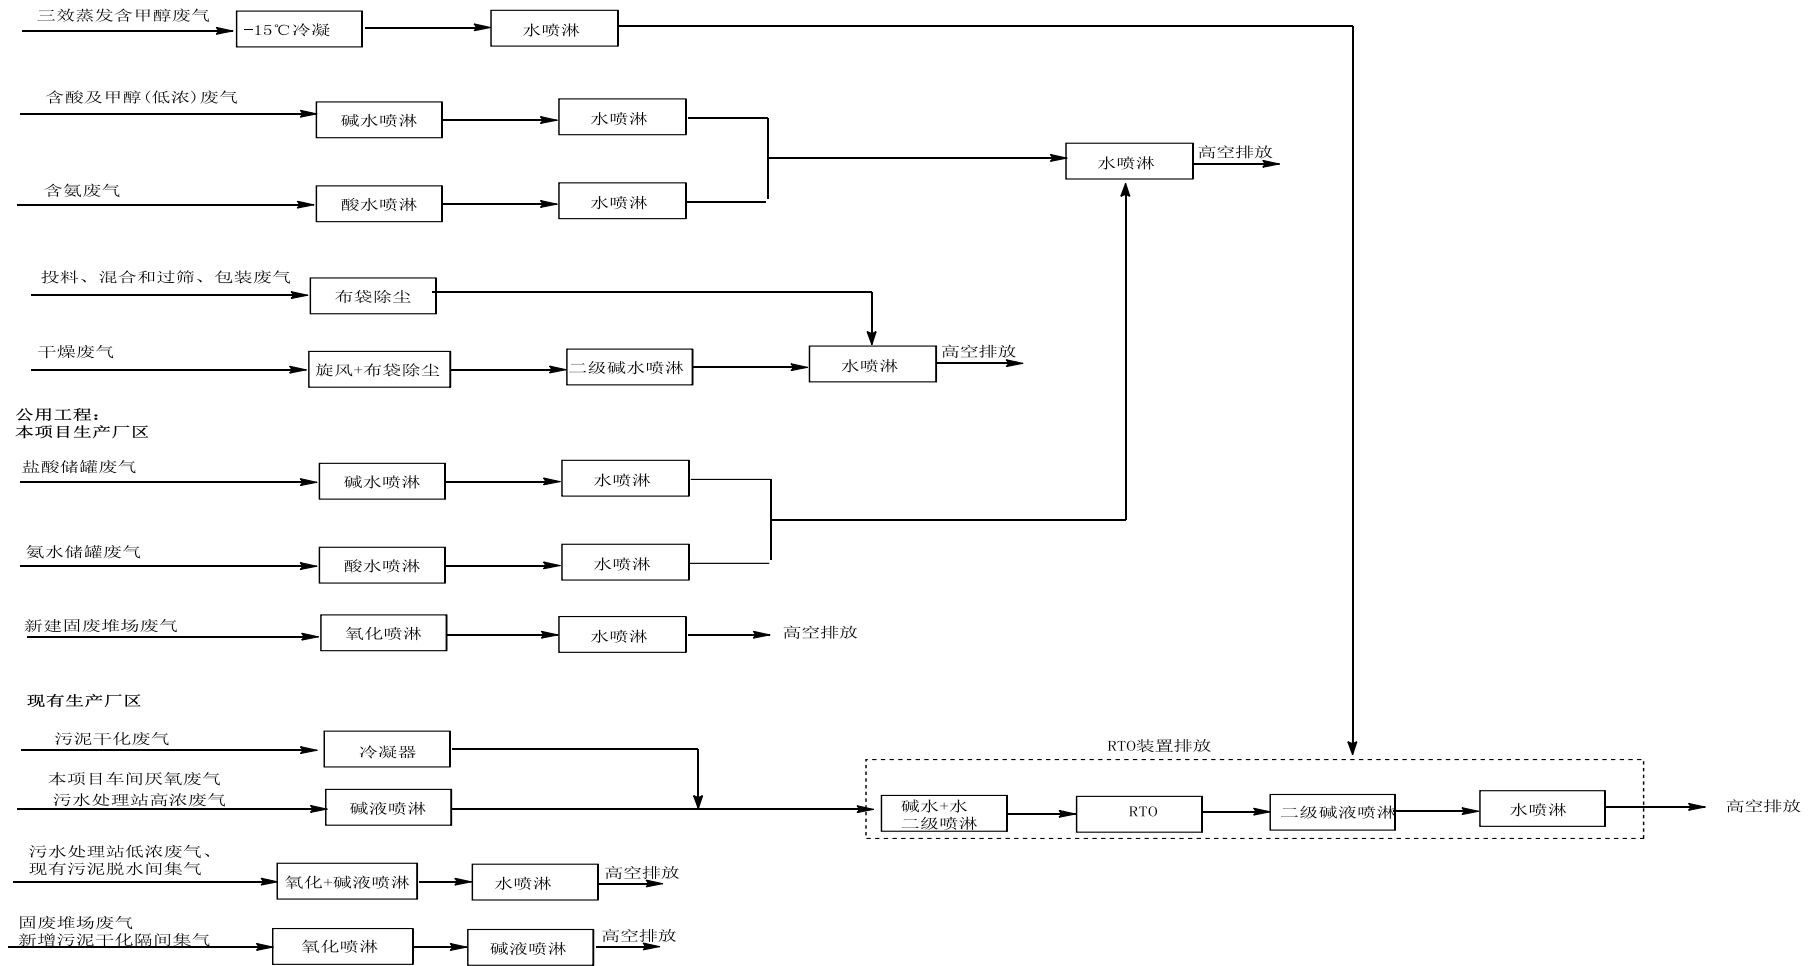 三效蒸发含甲醇废气
-15℃冷凝
水喷淋
含酸及甲醇(低浓)废气
碱水喷淋
水喷淋
水喷淋
高空排放
含氨废气
酸水喷淋
水喷淋
投料、混合和过筛、包装废气
布袋除尘
干燥废气
旋风+布袋除尘
二级碱水喷淋
水喷淋
高空排放
公用工程:
本项目生产厂区
盐酸储罐废气
碱水喷淋
水喷淋
氨水储罐废气
酸水喷淋
水喷淋
新建固废堆场废气
氧化喷淋
水喷淋
高空排放
现有生产厂区
污泥干化废气
冷凝器
RTO装置排放
本项目车间厌氧废气
污水处理站高浓废气
碱液喷淋
碱水+水
二级喷淋
RTO
二级碱液喷淋
水喷淋
高空排放
污水处理站低浓废气、
现有污泥脱水间集气
氧化+碱液喷淋
水喷淋
高空排放
固废堆场废气
新增污泥干化隔间集气
氧化喷淋
碱液喷淋
高空排放